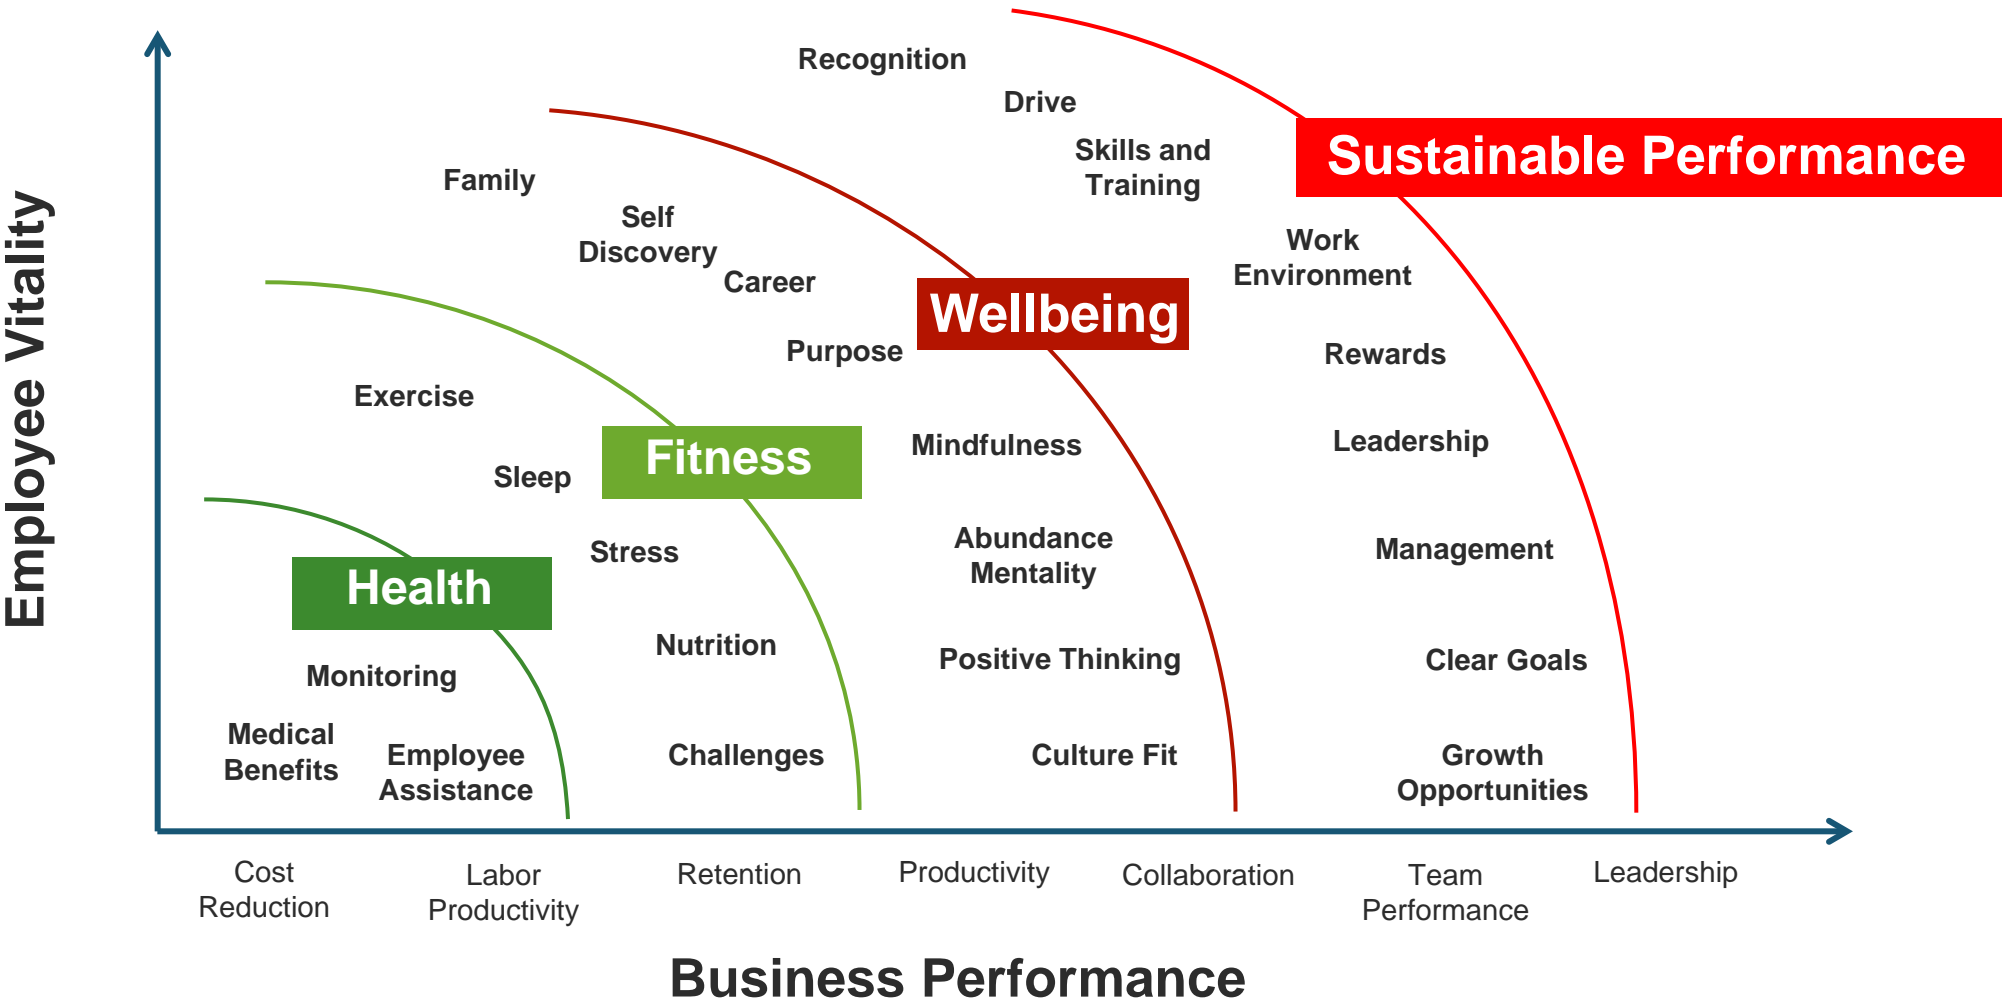 Employee Vitality
Recognition
Drive
Skills and
Training
Sustainable Performance
Work
Environment
Rewards
Leadership
Management
Clear Goals
Growth
Opportunities
Family
Self
Discovery
Career
Purpose
Wellbeing
Mindfulness
Abundance
Mentality
Positive Thinking
Culture Fit
Exercise
Sleep
Fitness
Stress
Nutrition
Challenges
Health
Monitoring
Medical
Benefits
Employee
Assistance
Cost
Reduction
Labor
Productivity
Retention
Productivity
Collaboration
Team
Performance
Leadership
Business Performance